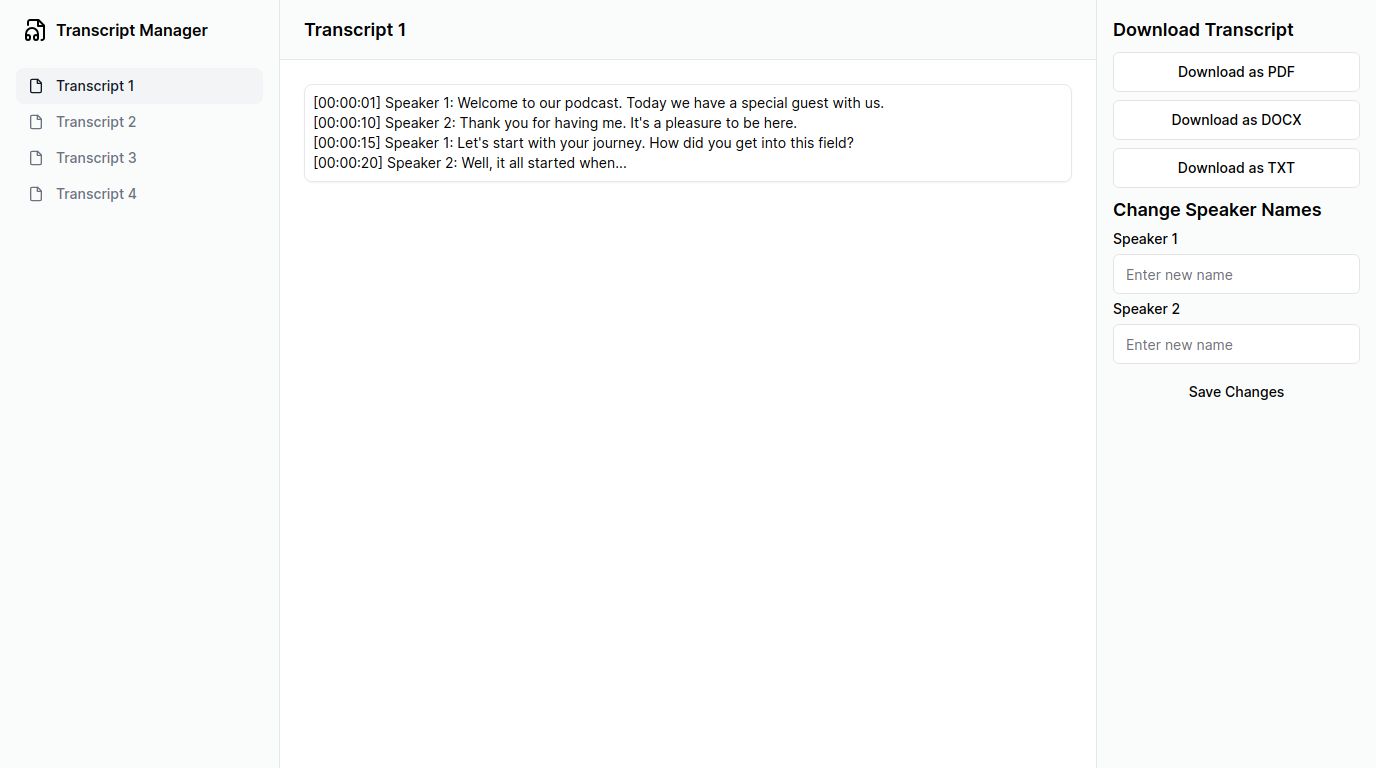 Transcript Manager
Transcript 1
Transcript 2
Transcript 3
Transcript 4
Transcript 1
[00:00:01] Speaker 1: Welcome to our podcast. Today we have a special guest with us.
[00:00:10] Speaker 2: Thank you for having me. It's a pleasure to be here.
[00:00:15] Speaker 1: Let's start with your journey. How did you get into this field?
[00:00:20] Speaker 2: Well, it all started when...
Download Transcript
Download as PDF
Download as DOCX
Download as TXT
Change Speaker Names
Speaker 1
Enter new name
Speaker 2
Enter new name
Save Changes